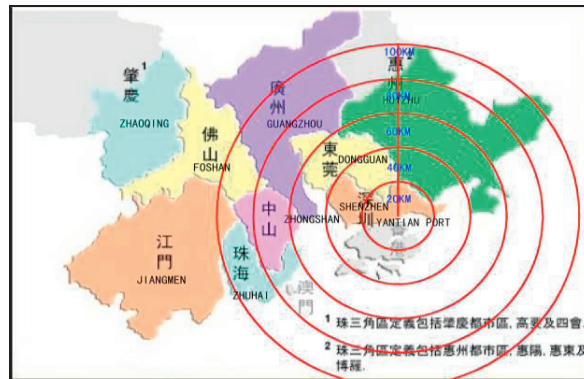 100KM
惠州2
80KM
HUIZHU
60KM
40KM
20KM
肇慶1
ZHAOQING
廣州
GUANGZHOU
佛山
FOSHAN
東莞
DONGGUAN
深圳
SHENZHEN
YANTIAN PORT
香港
中山
ZHONGSHAN
江門
JIANGMEN
珠海
ZHUHAI
澳門
1 珠三角區定義包括肇慶都市區, 高要及四會.
2 珠三角區定義包括惠州都市區, 惠陽, 惠東及
博羅.